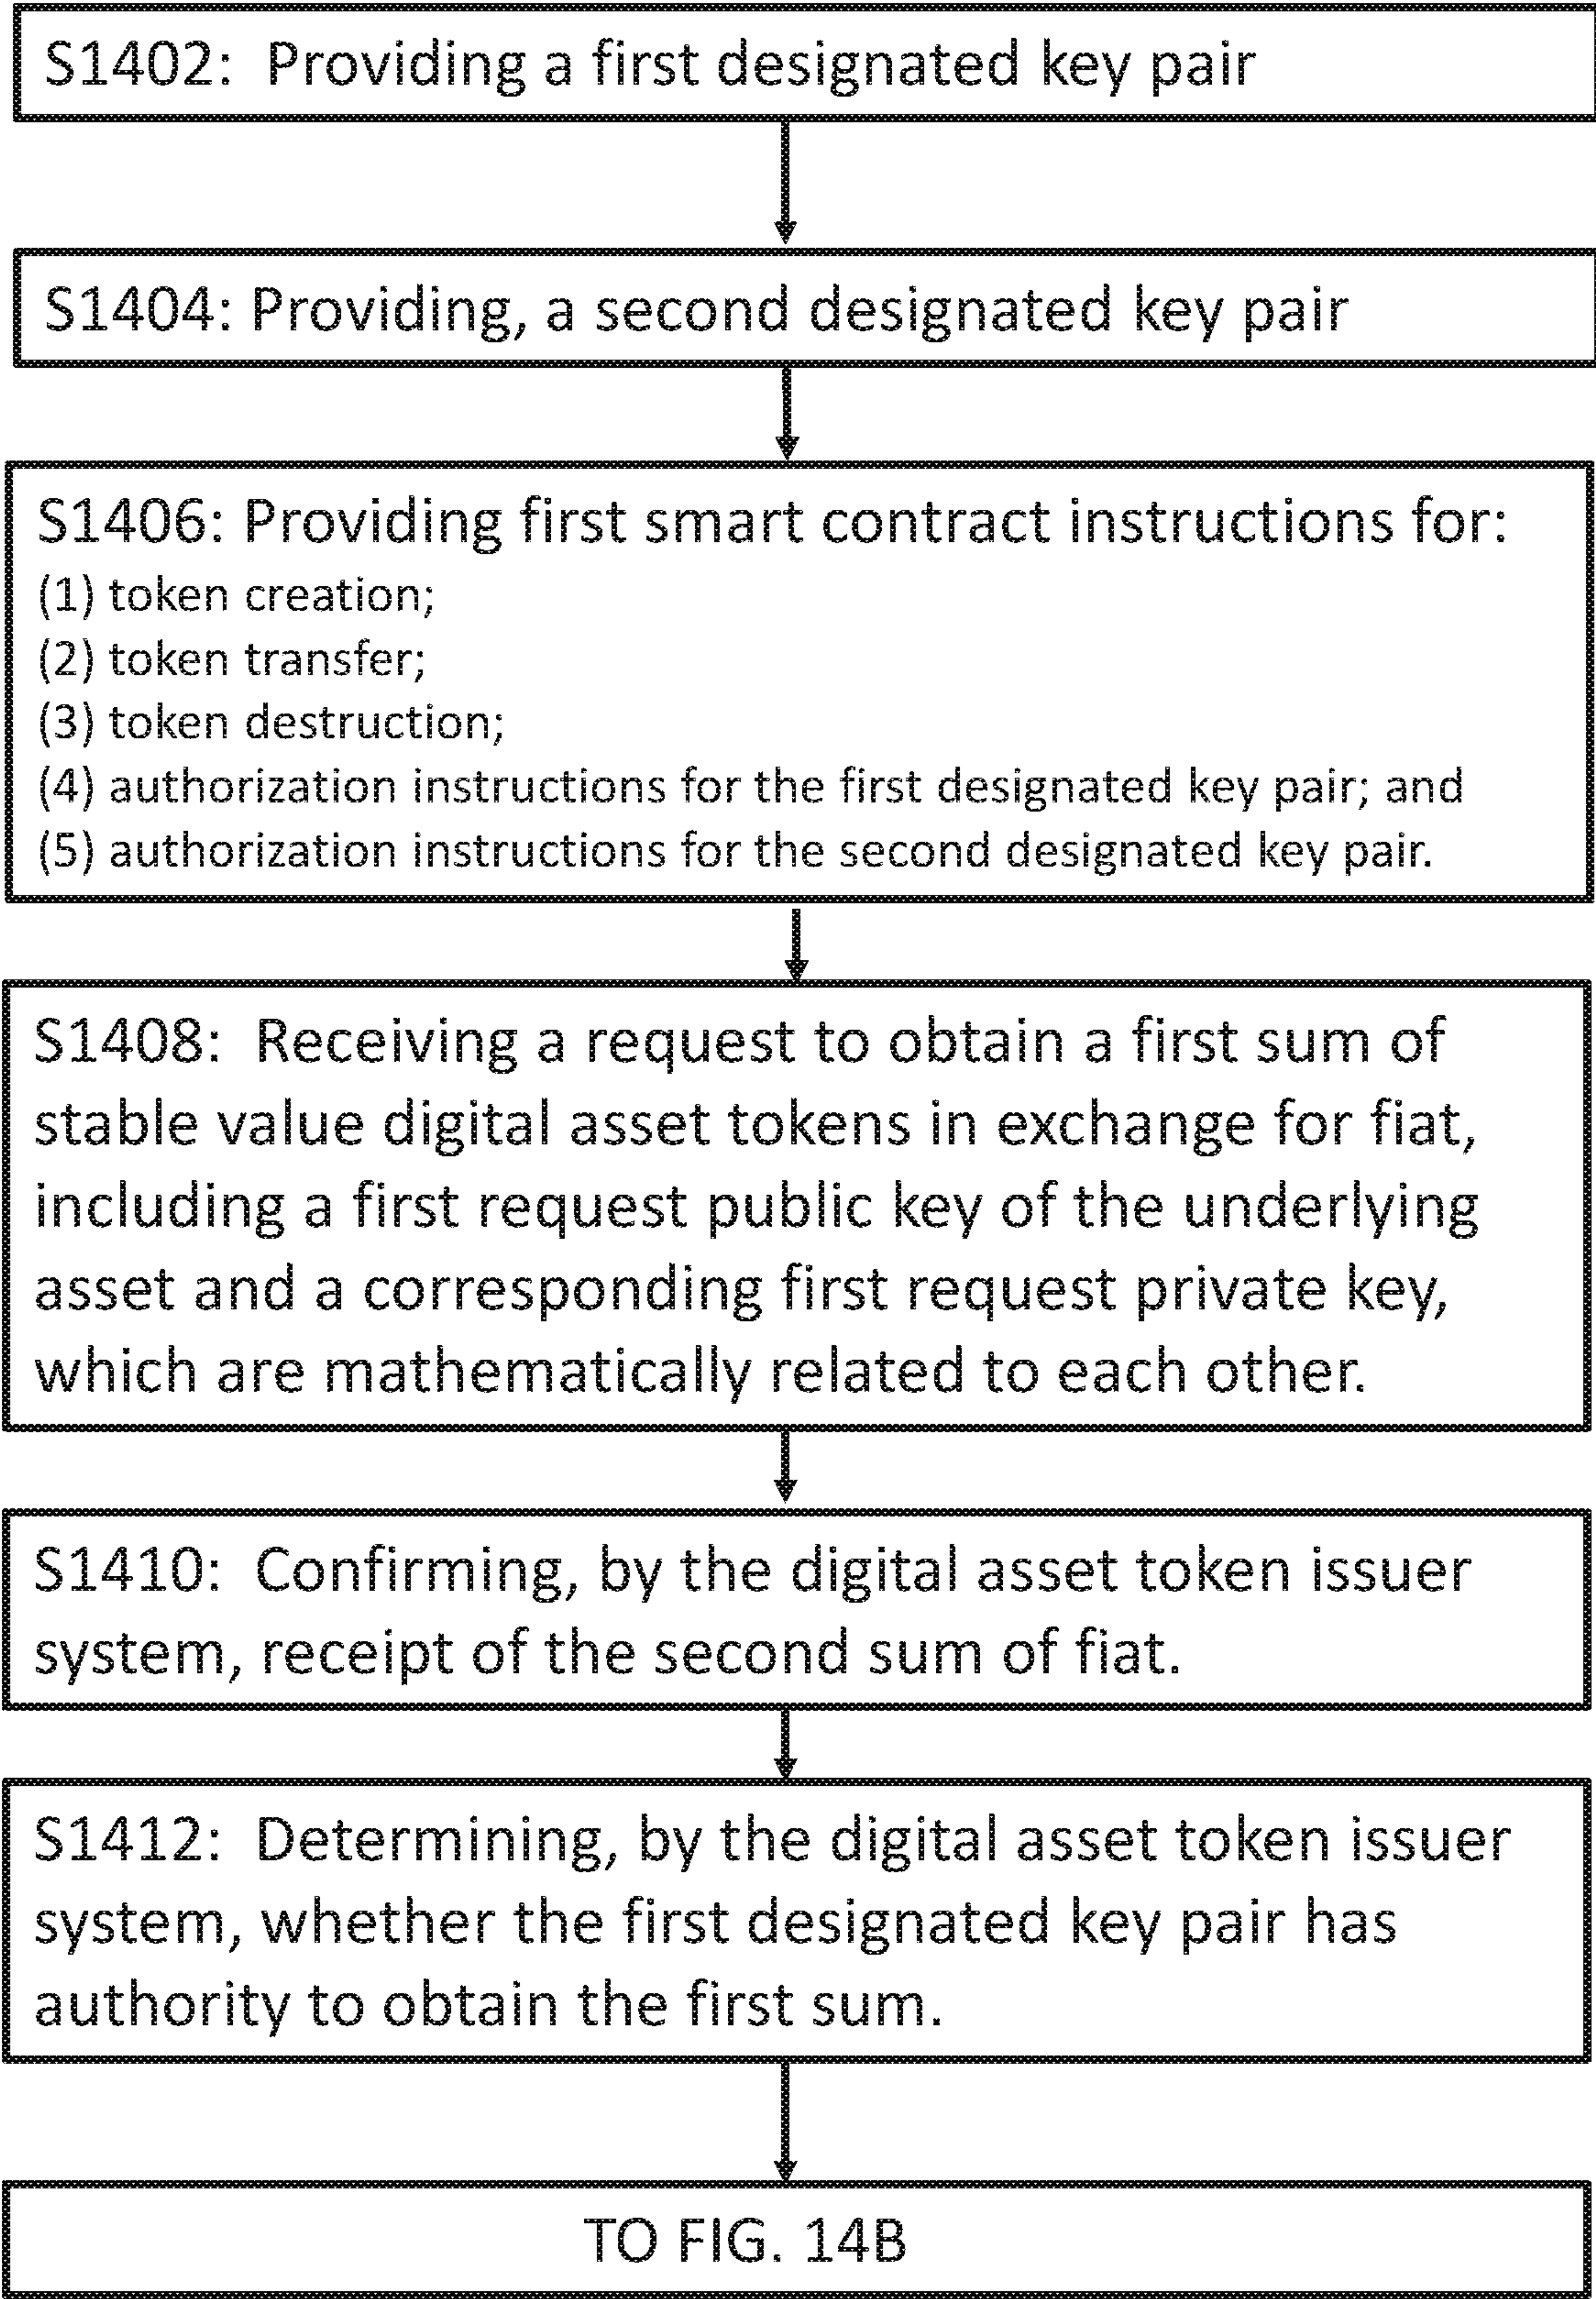 S1402:  Providing a first designated key pair
S1404: Providing, a second designated key pair
S1406: Providing first smart contract instructions for:
(1) token creation;
(2) token transfer;
(3) token destruction;
(4) authorization instructions for the first designated key pair; and
(5) authorization instructions for the second designated key pair.
S1408:  Receiving a request to obtain a first sum of
stable value digital asset tokens in exchange for fiat,
including a first request public key of the underlying
asset and a corresponding first request private key,
which are mathematically related to each other.
S1410:  Confirming, by the digital asset token issuer
system, receipt of the second sum of fiat.
S1412:  Determining, by the digital asset token issuer
system, whether the first designated key pair has
authority to obtain the first sum.
TO FIG. 14B